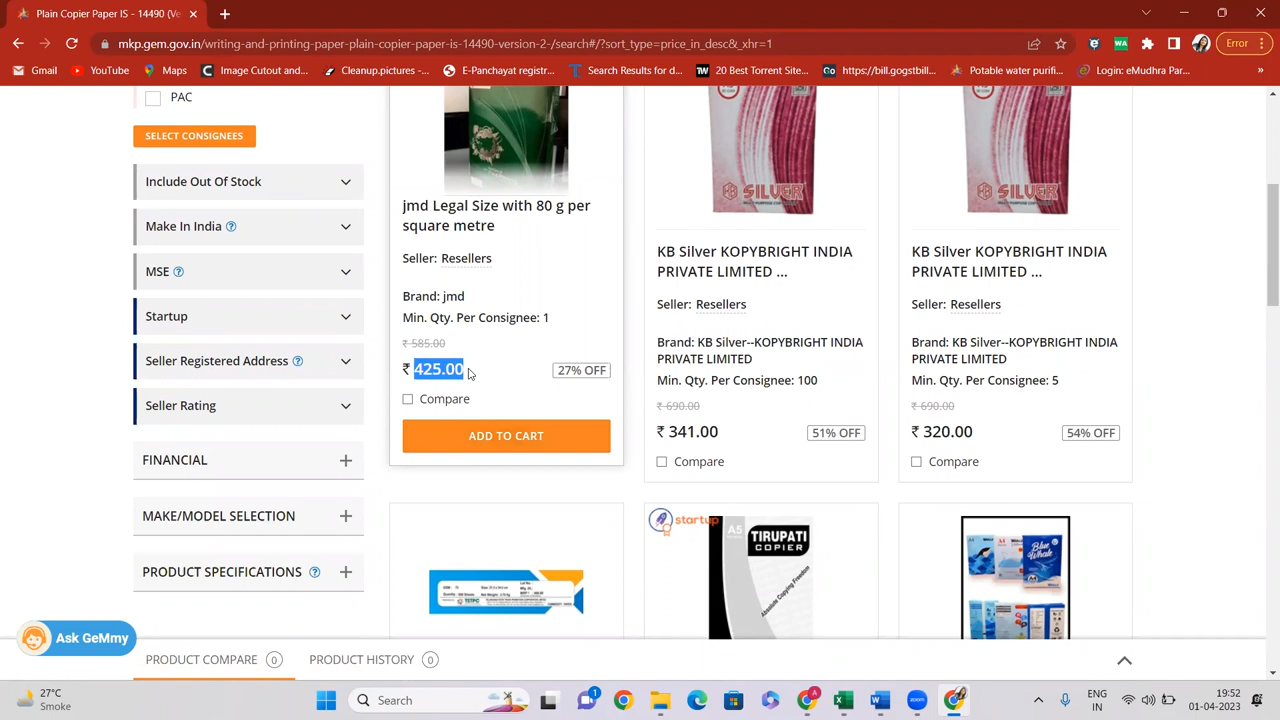 Plain Copier Paper IS - 14490 (Ve
mkp.gem.gov.in/writing-and-printing-paper-plain-copier-paper-is-14490-version-2-/search#/?sort_type=price_in_desc&_xhr=1
Error
Gmail
YouTube
Maps
Image Cutout and...
Cleanup.pictures -...
E-Panchayat registr...
Search Results for d...
20 Best Torrent Site...
https://bill.gogstbill...
Potable water purifi...
Login: eMudhra Par...
PAC
SELECT CONSIGNEES
Include Out Of Stock
Make In India
MSE
Startup
Seller Registered Address
Seller Rating
FINANCIAL
MAKE/MODEL SELECTION
PRODUCT SPECIFICATIONS
jmd Legal Size with 80 g per
square metre
Seller: Resellers
Brand: jmd
Min. Qty. Per Consignee: 1
₹ 585.00
₹ 425.00
27% OFF
Compare
ADD TO CART
SILVER
KB Silver KOPYBRIGHT INDIA
PRIVATE LIMITED ...
Seller: Resellers
Brand: KB Silver--KOPYBRIGHT INDIA
PRIVATE LIMITED
Min. Qty. Per Consignee: 100
₹ 690.00
₹ 341.00
51% OFF
Compare
SILVER
KB Silver KOPYBRIGHT INDIA
PRIVATE LIMITED ...
Seller: Resellers
Brand: KB Silver--KOPYBRIGHT INDIA
PRIVATE LIMITED
Min. Qty. Per Consignee: 5
₹ 690.00
₹ 320.00
54% OFF
Compare
startup
A5
TIRUPATI
COPIER
Absolute Copying Freedom
A4
Blue
Whale
Ask GeMmy
PRODUCT COMPARE 0
PRODUCT HISTORY 0
27°C
Smoke
Search
1
A
zoom
ENG
IN
19:52
01-04-2023